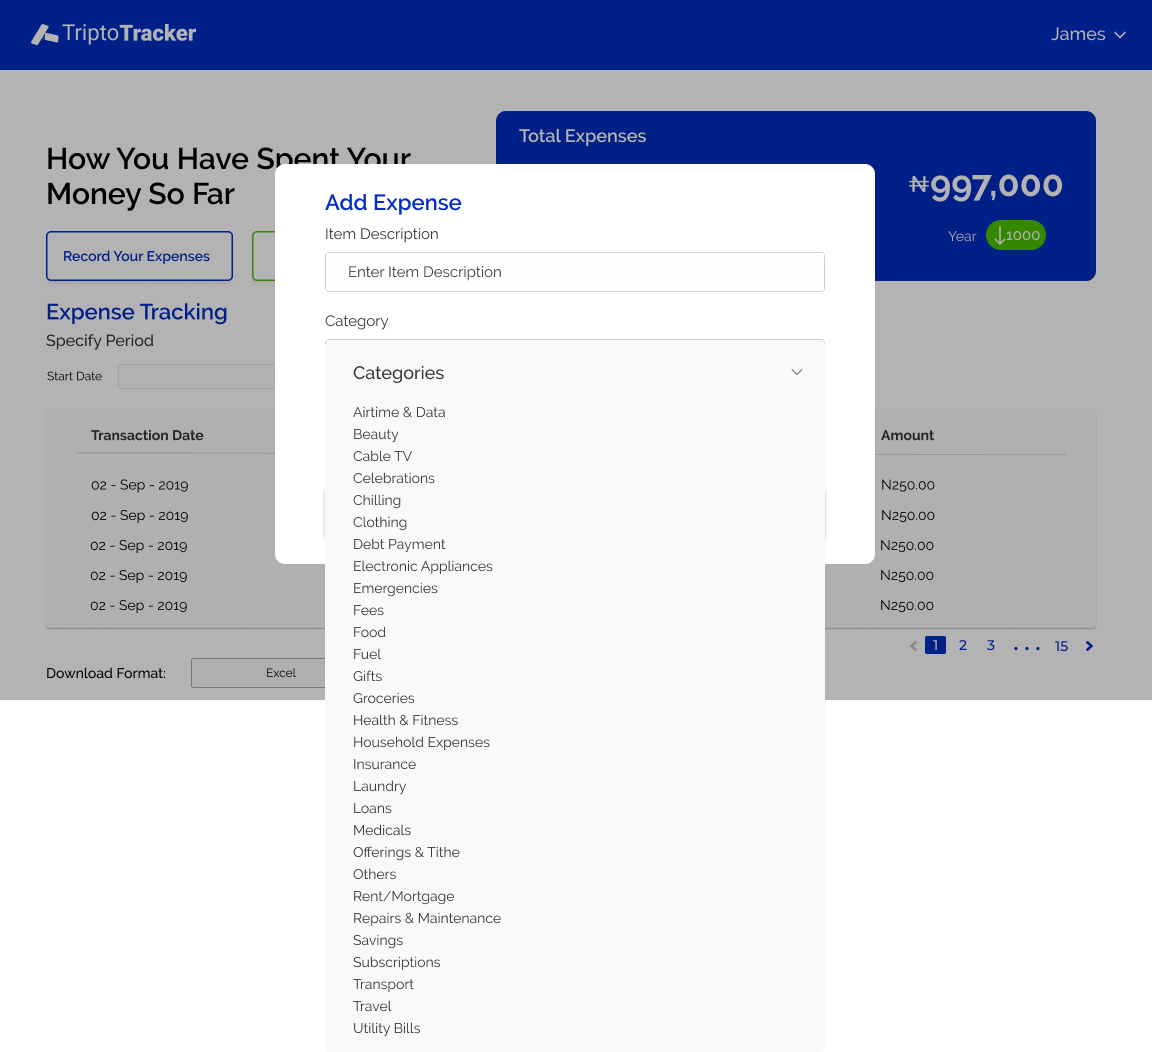 TriptoTracker
James
Total Expenses
How You Have Spent Your
Money So Far
₦997,000
Year
↓1000
Record Your Expenses
Expense Tracking
Specify Period
Start Date
Add Expense
Item Description
Enter Item Description
Category
Categories
Airtime & Data
Beauty
Cable TV
Celebrations
Chilling
Clothing
Debt Payment
Electronic Appliances
Emergencies
Fees
Food
Fuel
Gifts
Groceries
Health & Fitness
Household Expenses
Insurance
Laundry
Loans
Medicals
Offerings & Tithe
Others
Rent/Mortgage
Repairs & Maintenance
Savings
Subscriptions
Transport
Travel
Utility Bills
Transaction Date
Amount
02 - Sep - 2019
N250.00
02 - Sep - 2019
N250.00
02 - Sep - 2019
N250.00
02 - Sep - 2019
N250.00
02 - Sep - 2019
N250.00
1 2 3 . . . 15
Download Format:
Excel